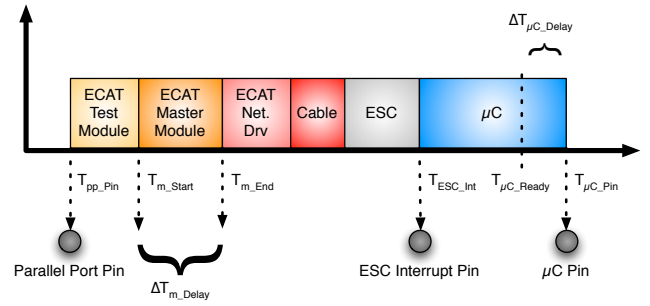 ΔTμC_Delay
ECAT
Test
Module
ECAT
Master
Module
ECAT
Net.
Drv
Cable
ESC
μC
Tpp_Pin
Tm_Start
Tm_End
TESC_Int
TμC_Ready
TμC_Pin
Parallel Port Pin
ΔTm_Delay
ESC Interrupt Pin
μC Pin